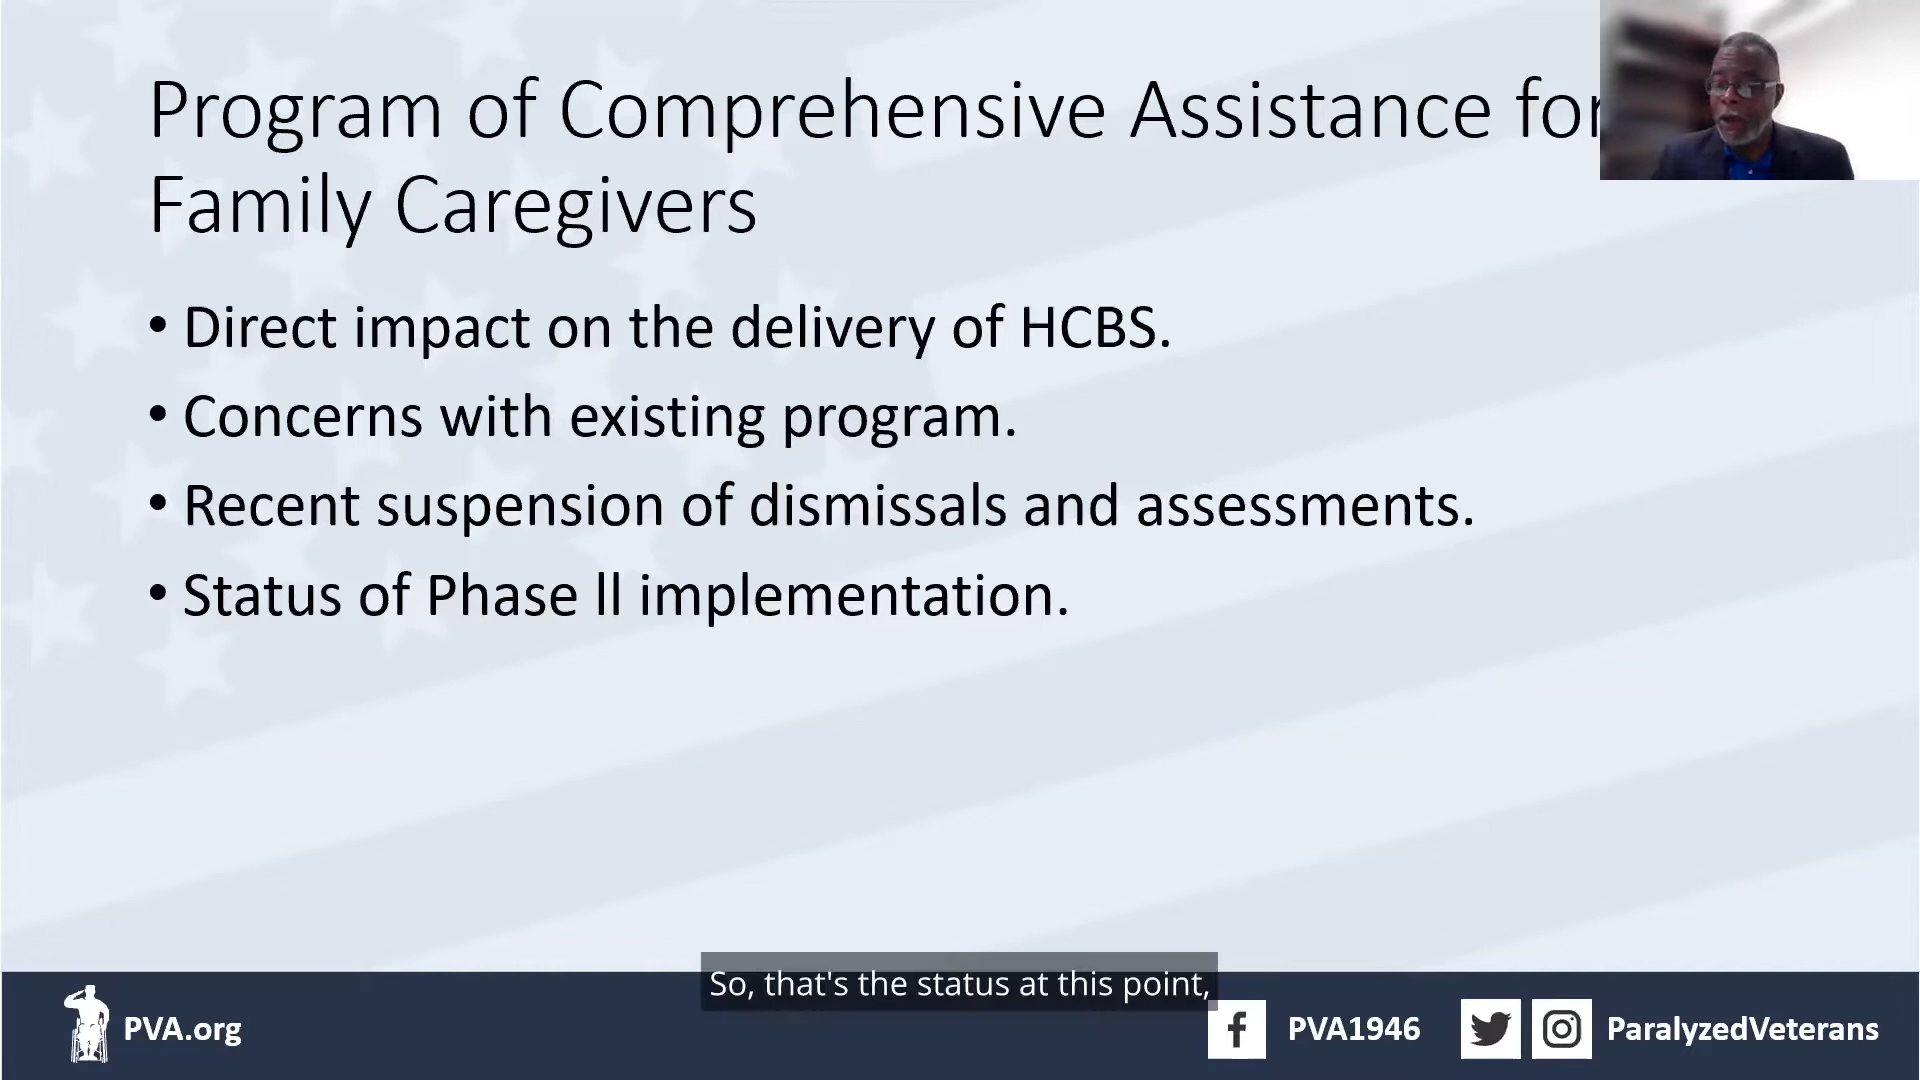 Program of Comprehensive Assistance for
Family Caregivers
• Direct impact on the delivery of HCBS.
• Concerns with existing program.
• Recent suspension of dismissals and assessments.
• Status of Phase ll implementation.
So, that's the status at this point,
PVA.org
PVA1946
ParalyzedVeterans